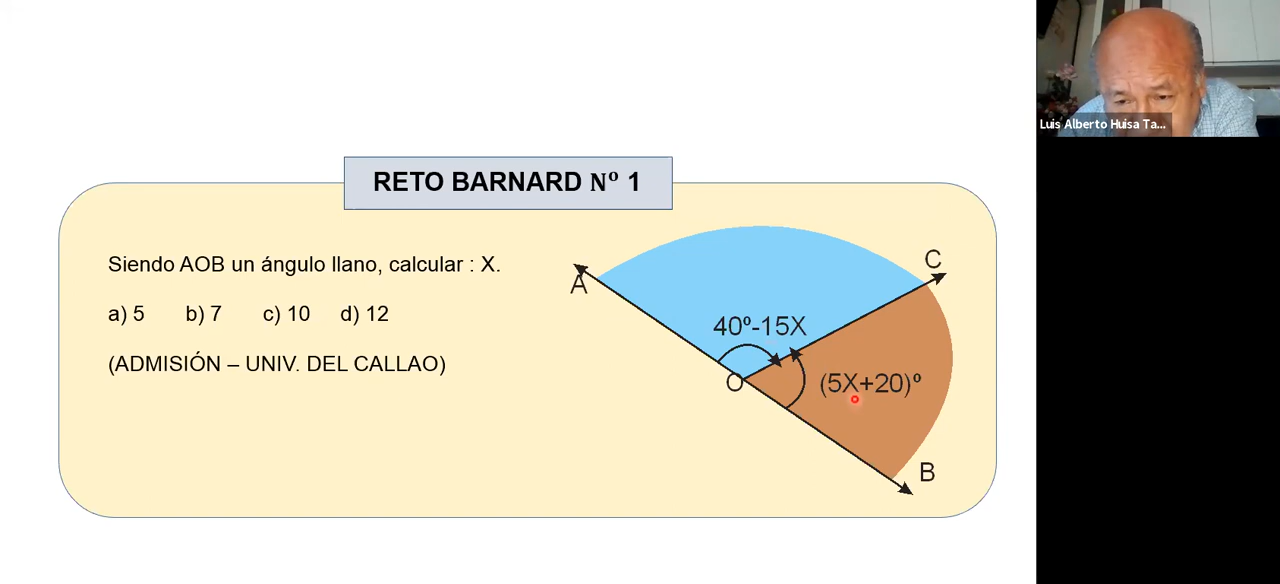 Luis Alberto Huisa Ta...
RETO BARNARD Nº 1
Siendo AOB un ángulo llano, calcular : X.
a) 5 b) 7 c) 10 d) 12
(ADMISIÓN – UNIV. DEL CALLAO)
A
C
40º-15X
O
(5X+20)º
B